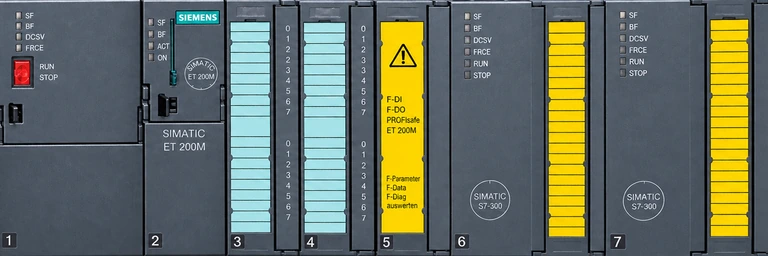 SF
BF
DCSV
FRCE
RUN
STOP
1
SIEMENS
SF
BF
ACT
ON
SIMATIC
ET 200M
SIMATIC
ET 200M
2
3
0
1
2
3
4
5
6
7
0
1
2
3
4
5
6
7
4
0
1
2
3
4
5
6
7
0
1
2
3
4
5
6
7
F-DI
F-DO
PROFIsafe
ET 200M
F-Parameter
F-Data
F-Diag
auswerten
5
SF
BF
DCSV
FRCE
RUN
STOP
SIMATIC
S7-300
6
SF
BF
DCSV
FRCE
RUN
STOP
SIMATIC
S7-300
7